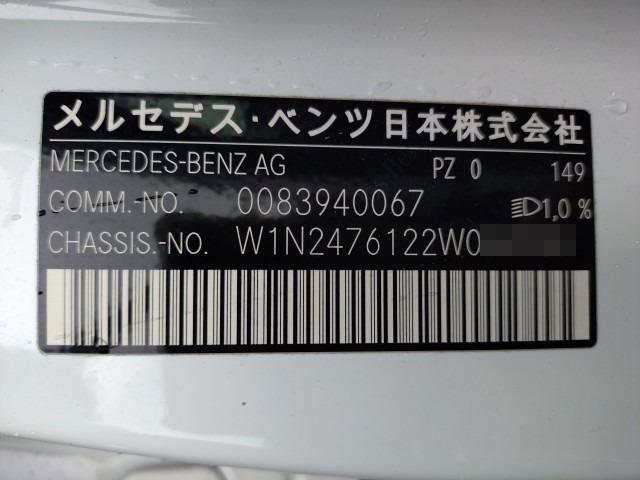 メルセデス・ベンツ日本株式会社
MERCEDES-BENZ AG PZ 0 149
COMM.-NO. 0083940067 1,0 %
CHASSIS.-NO. W1N2476122W0